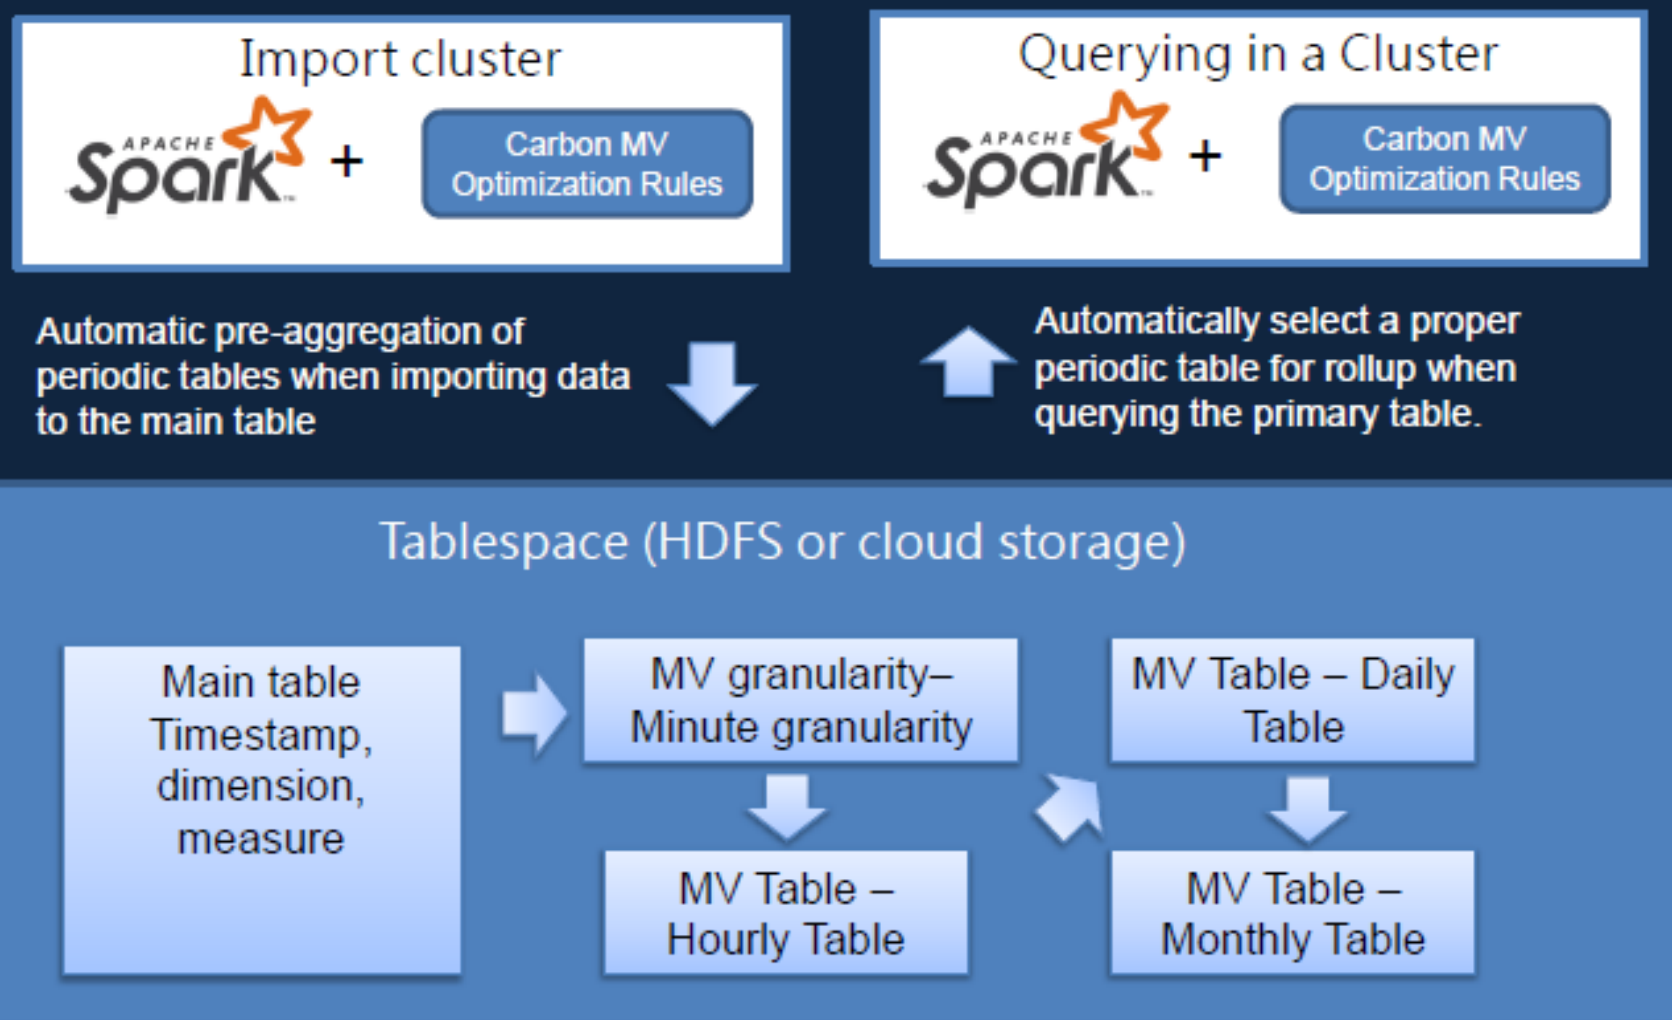 Import cluster
APACHE
Spark™
+
Carbon MV
Optimization Rules
Querying in a Cluster
APACHE
Spark™
+
Carbon MV
Optimization Rules
Automatic pre-aggregation of
periodic tables when importing data
to the main table
Automatically select a proper
periodic table for rollup when
querying the primary table.
Tablespace (HDFS or cloud storage)
Main table
Timestamp,
dimension,
measure
MV granularity–
Minute granularity
MV Table –
Hourly Table
MV Table – Daily
Table
MV Table –
Monthly Table